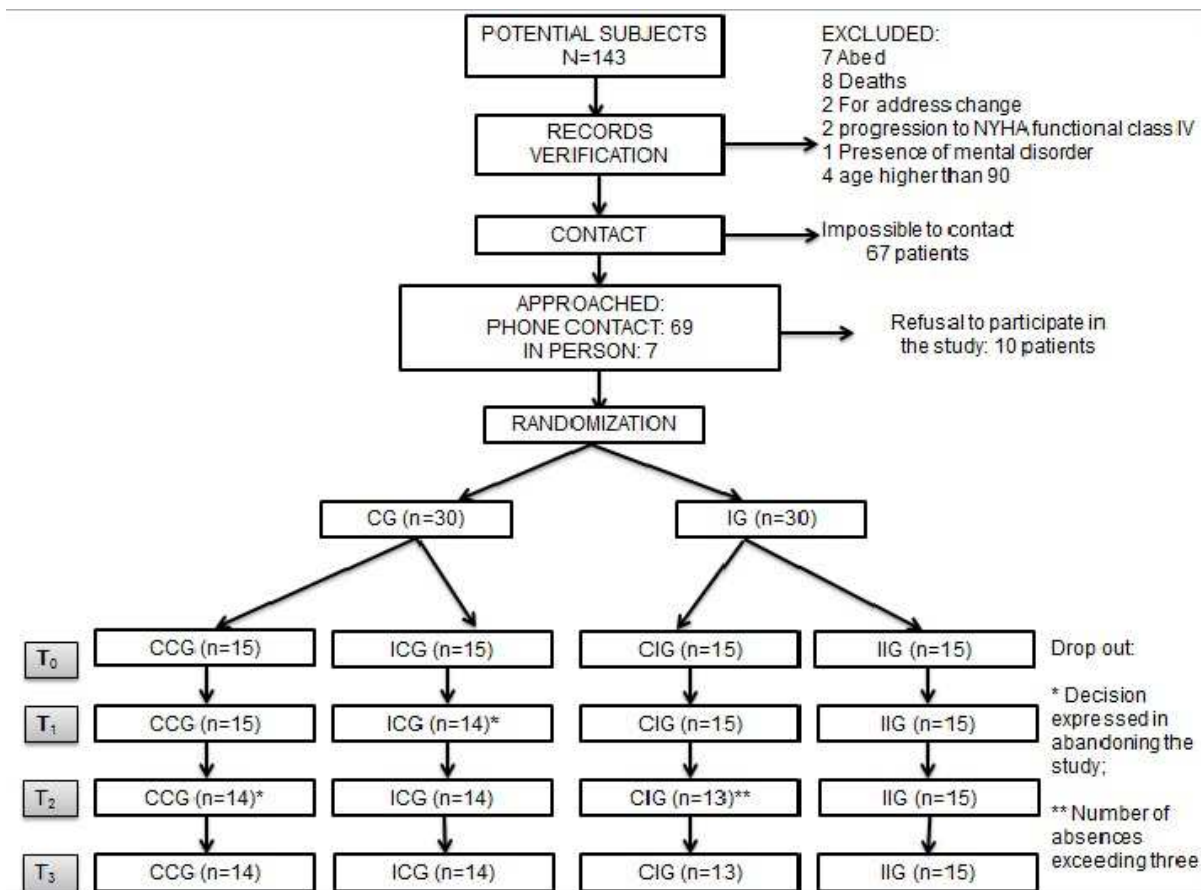 POTENTIAL SUBJECTS
N=143
EXCLUDED:
7 Abed
8 Deaths
2 For address change
2 progression to NYHA functional class IV
1 Presence of mental disorder
4 age higher than 90
RECORDS
VERIFICATION
CONTACT
Impossible to contact
67 patients
APPROACHED:
PHONE CONTACT: 69
IN PERSON: 7
Refusal to participate in
the study: 10 patients
RANDOMIZATION
CG (n=30)
IG (n=30)
T0
CCG (n=15)
ICG (n=15)
CIG (n=15)
IIG (n=15)
Drop out:
T1
CCG (n=15)
ICG (n=14)*
CIG (n=15)
IIG (n=15)
* Decision
expressed in
abandoning the
study;
T2
CCG (n=14)*
ICG (n=14)
CIG (n=13)**
IIG (n=15)
** Number of
absences
exceeding three
T3
CCG (n=14)
ICG (n=14)
CIG (n=13)
IIG (n=15)